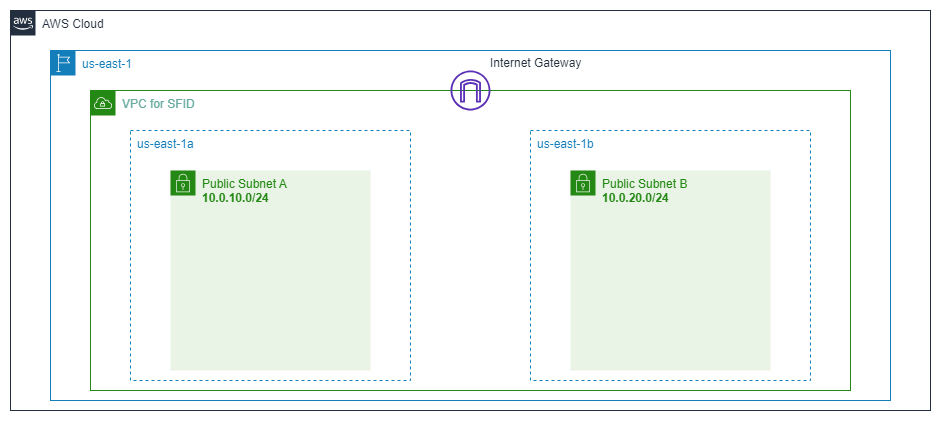 aws
AWS Cloud
us-east-1
Internet Gateway
VPC for SFID
us-east-1a
us-east-1b
Public Subnet A
10.0.10.0/24
Public Subnet B
10.0.20.0/24